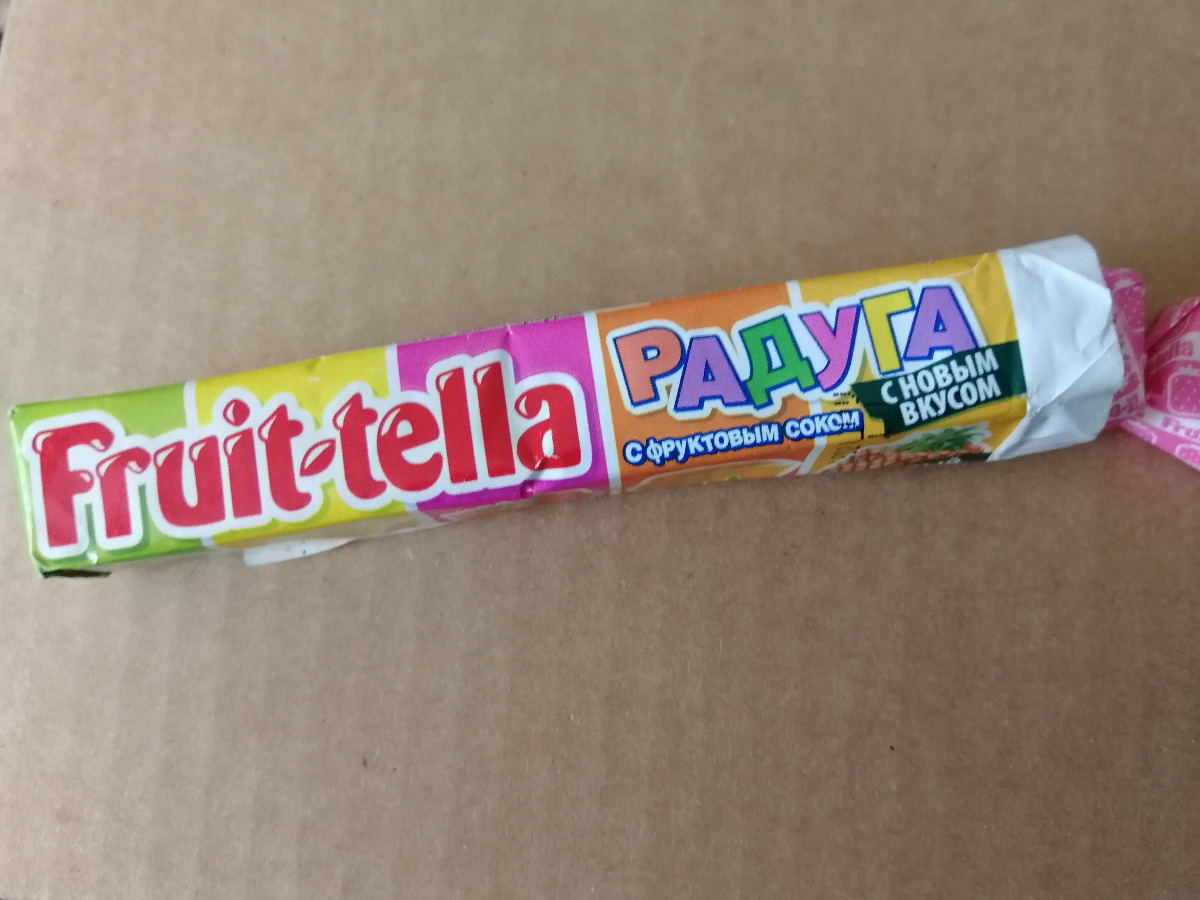 Fruit-tella
РАДУГА
С ФРУКТОВЫМ СОКОМ
С НОВЫМ
ВКУСОМ